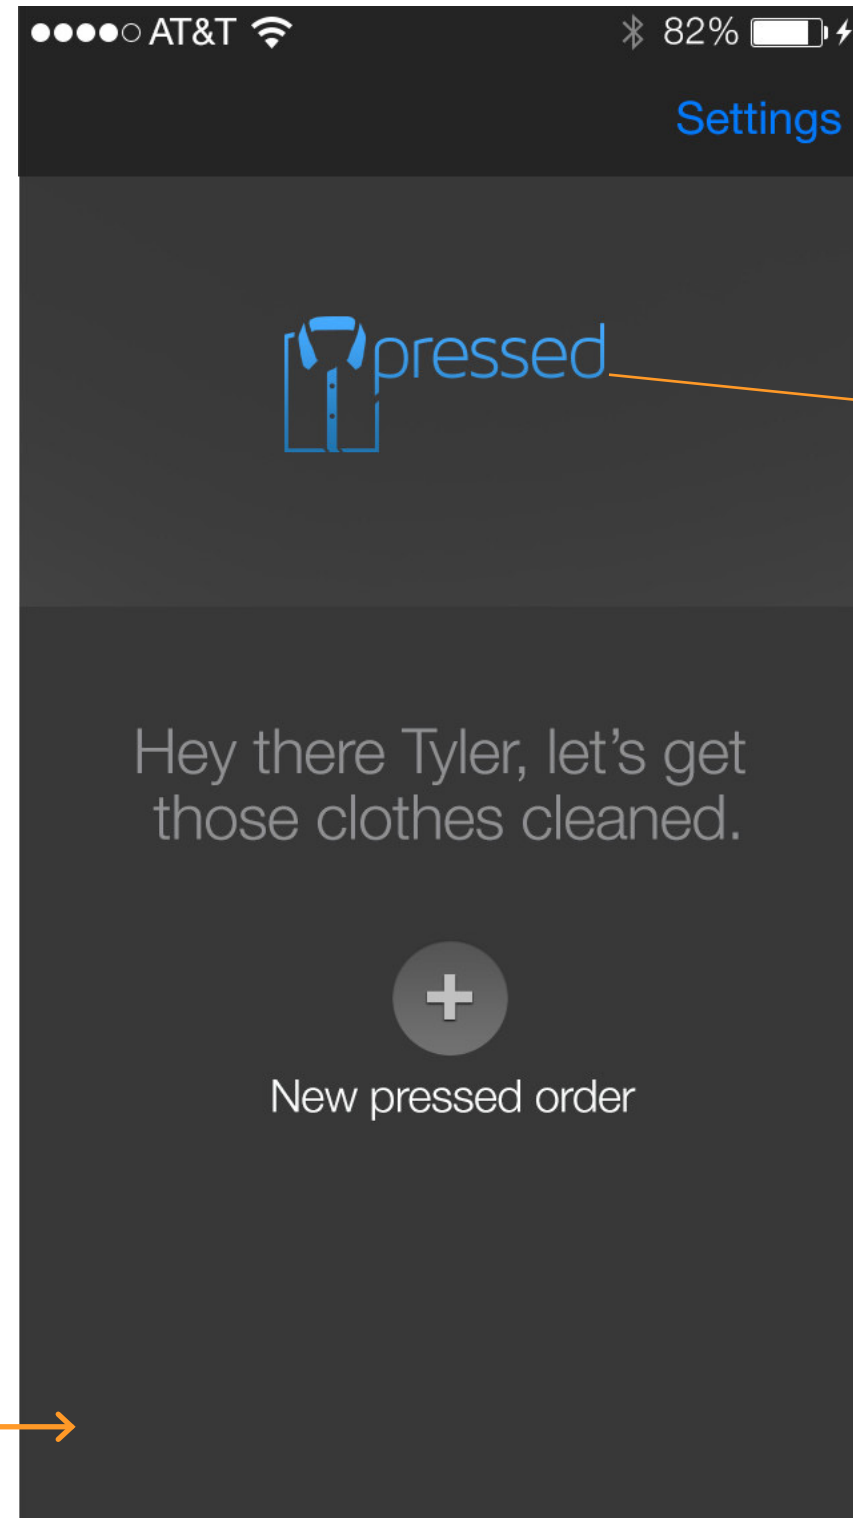 AT&T 82%
Settings
pressed
Hey there Tyler, let’s get
those clothes cleaned.
New pressed order